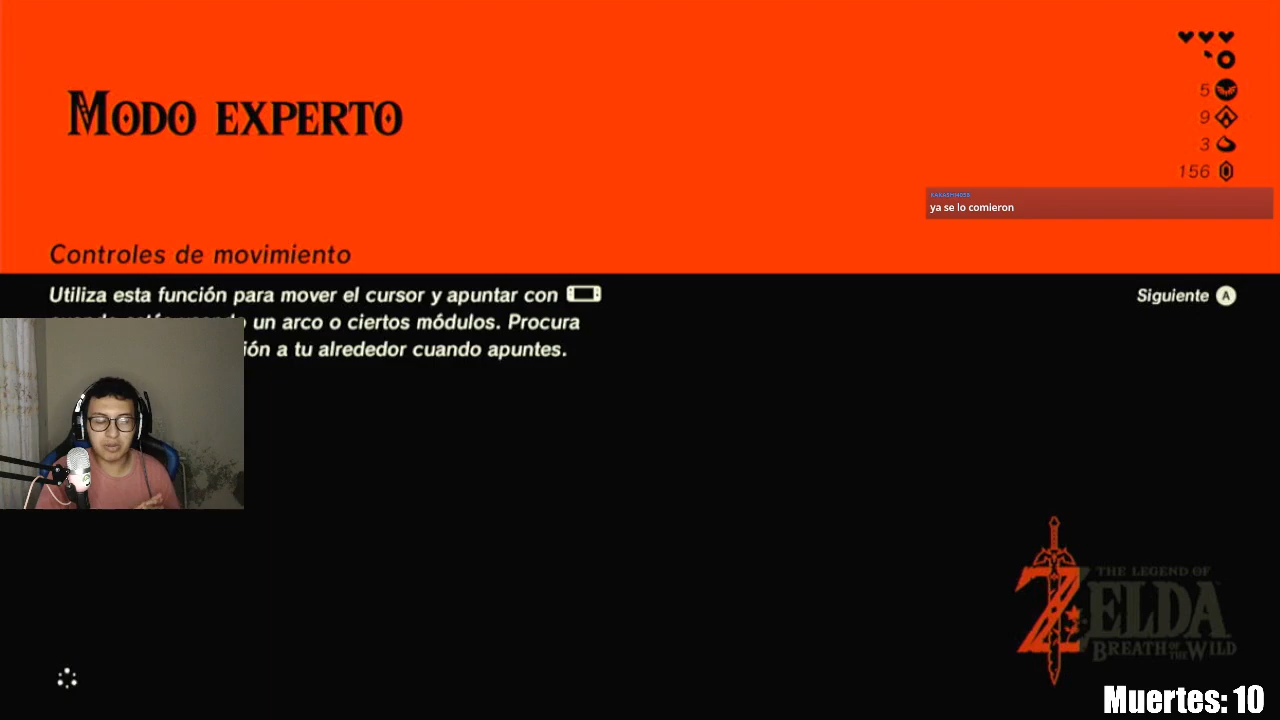 Modo experto
5
9
3
156
ya se lo comieron
Controles de movimiento
Utiliza esta función para mover el cursor y apuntar con
un arco o ciertos módulos. Procura
a tu alrededor cuando apuntes.
Siguiente A
THE LEGEND OF
ZELDA
BREATH OF THE WILD
Muertes: 10